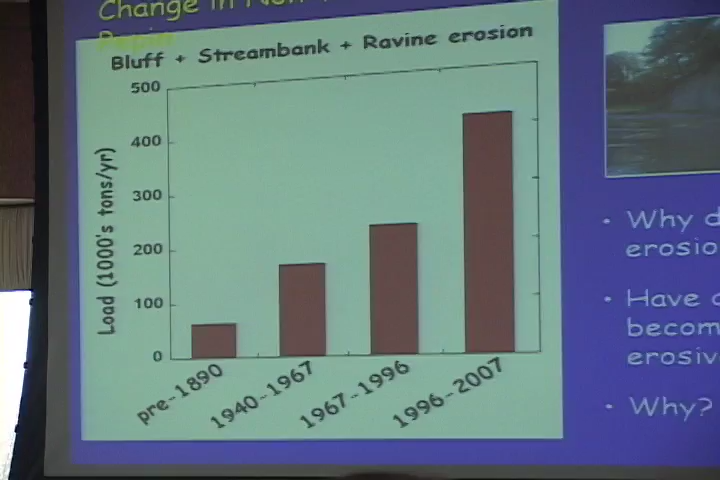 Change in Non
Pepin
Bluff + Streambank + Ravine erosion
500
400
300
200
100
0
Load (1000's tons/yr)
pre-1890
1940-1967
1967-1996
1996-2007
• Why d
erosio
• Have
becom
erosiv
• Why?